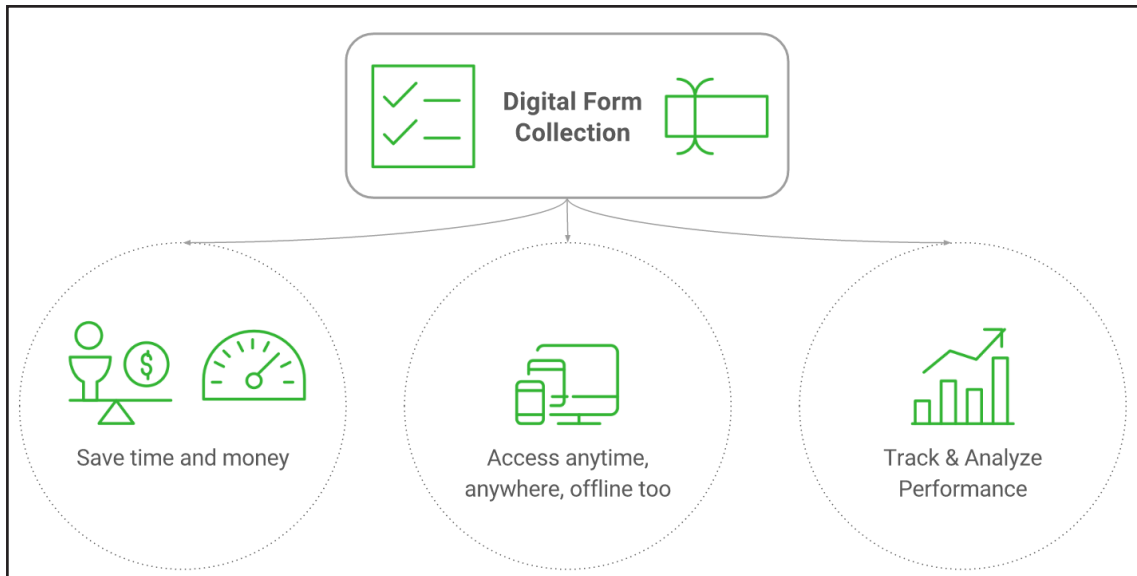 Digital Form
Collection
$
Save time and money
Access anytime,
anywhere, offline too
Track & Analyze
Performance